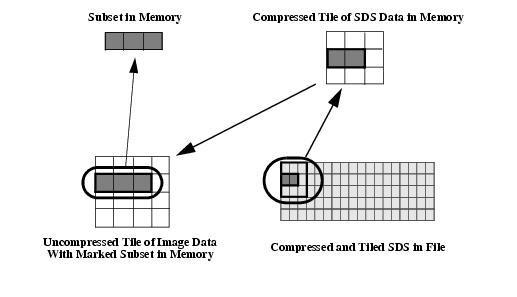 Subset in Memory
Compressed Tile of SDS Data in Memory
Uncompressed Tile of Image Data
With Marked Subset in Memory
Compressed and Tiled SDS in File